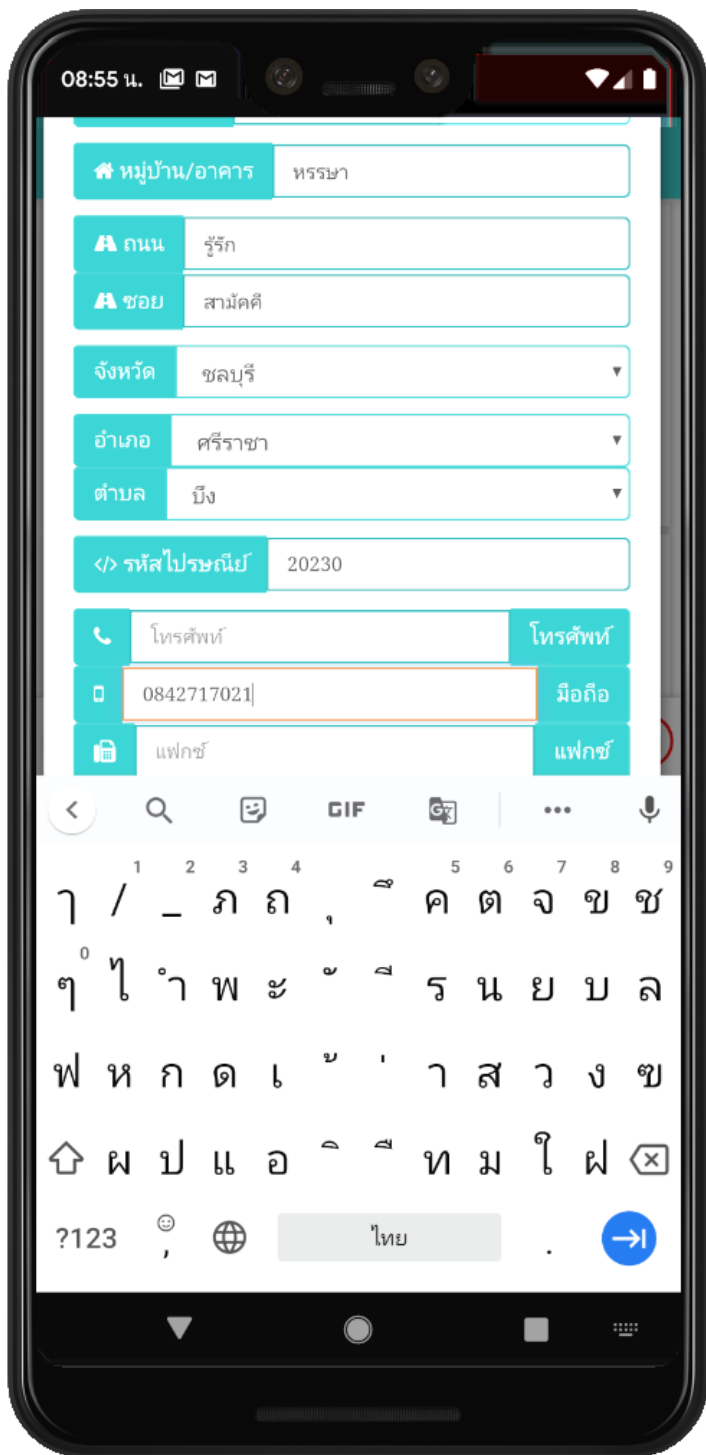 08:55 น.
หมู่บ้าน/อาคาร หรรษา
ถนน รู้รัก
ซอย สามัคคี
จังหวัด ชลบุรี
อำเภอ ศรีราชา
ตำบล บึง
</> รหัสไปรษณีย์ 20230
โทรศัพท์ โทรศัพท์
0842717021 มือถือ
แฟกซ์ แฟกซ์
GIF
1 2 3 4 5 6 7 8 9
ๅ / _ ภ ถ ุ ึ ค ต จ ข ช
0
ๆ ไ ำ พ ะ ั ี ร น ย บ ล
ฟ ห ก ด เ ้ ่ า ส ว ง ฃ
ผ ป แ อ ิ ื ท ม ใ ฝ
?123 , ไทย .